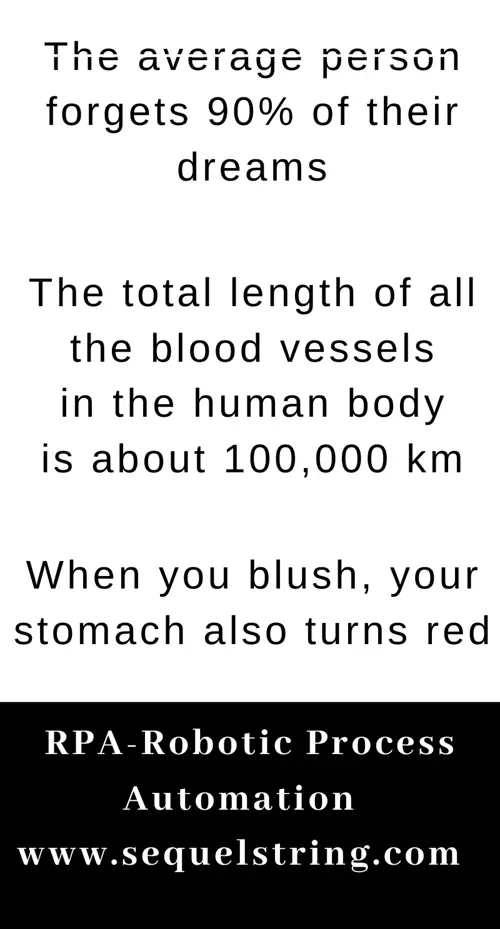 The average person
forgets 90% of their
dreams
The total length of all
the blood vessels
in the human body
is about 100,000 km
When you blush, your
stomach also turns red
RPA-Robotic Process
Automation
www.sequelstring.com